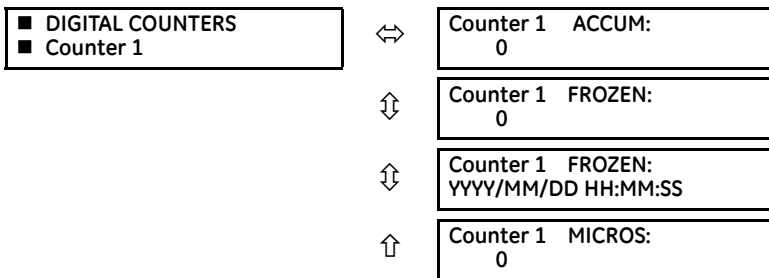 ■ DIGITAL COUNTERS
■ Counter 1
Counter 1 ACCUM:
0
Counter 1 FROZEN:
0
Counter 1 FROZEN:
YYYY/MM/DD HH:MM:SS
Counter 1 MICROS:
0